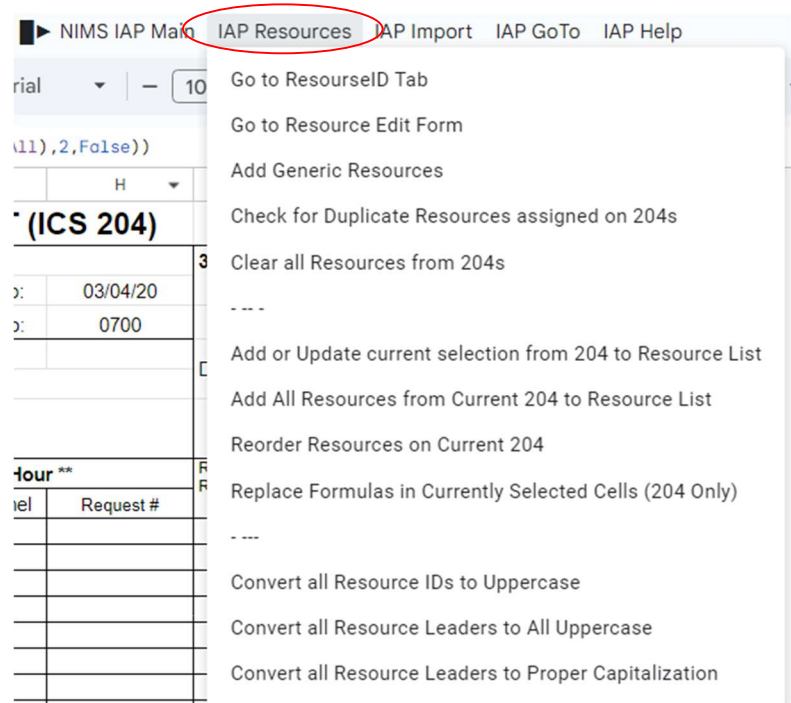 NIMS IAP Main IAP Resources IAP Import IAP GoTo IAP Help
rial - 10
Go to ResourseID Tab
Go to Resource Edit Form
,2,False))
Add Generic Resources
H
(ICS 204)
Check for Duplicate Resources assigned on 204s
3
Clear all Resources from 204s
03/04/20
- -- -
0700
Add or Update current selection from 204 to Resource List
Add All Resources from Current 204 to Resource List
Reorder Resources on Current 204
Hour **
R
R
Replace Formulas in Currently Selected Cells (204 Only)
nel Request #
- ---
Convert all Resource IDs to Uppercase
Convert all Resource Leaders to All Uppercase
Convert all Resource Leaders to Proper Capitalization